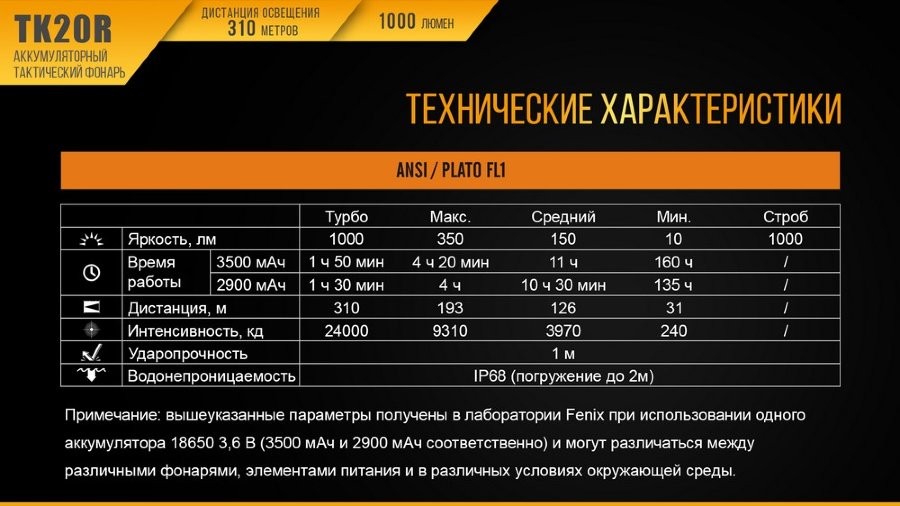 TK20R
АККУМУЛЯТОРНЫЙ
ТАКТИЧЕСКИЙ ФОНАРЬ
ДИСТАНЦИЯ ОСВЕЩЕНИЯ
310 МЕТРОВ
1000 ЛЮМЕН
ТЕХНИЧЕСКИЕ ХАРАКТЕРИСТИКИ
ANSI / PLATO FL1
Турбо Макс. Средний Мин. Строб
Яркость, лм 1000 350 150 10 1000
Время работы 3500 мАч 1 ч 50 мин 4 ч 20 мин 11 ч 160 ч /
2900 мАч 1 ч 30 мин 4 ч 10 ч 30 мин 135 ч /
Дистанция, м 310 193 126 31 /
Интенсивность, кд 24000 9310 3970 240 /
Ударопрочность 1 м
Водонепроницаемость IP68 (погружение до 2м)
Примечание: вышеуказанные параметры получены в лаборатории Fenix при использовании одного
аккумулятора 18650 3,6 В (3500 мАч и 2900 мАч соответственно) и могут различаться между
различными фонарями, элементами питания и в различных условиях окружающей среды.